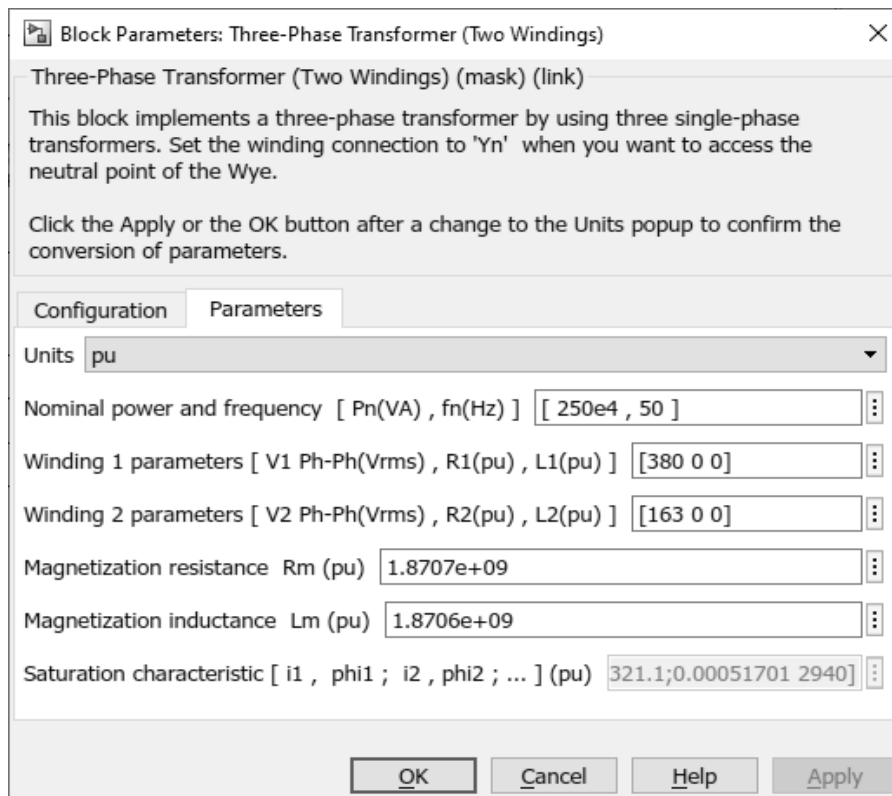 Block Parameters: Three-Phase Transformer (Two Windings)
Three-Phase Transformer (Two Windings) (mask) (link)
This block implements a three-phase transformer by using three single-phase
transformers. Set the winding connection to 'Yn'  when you want to access the
neutral point of the Wye.
Click the Apply or the OK button after a change to the Units popup to confirm the
conversion of parameters.
Configuration Parameters
Units pu
Nominal power and frequency  [ Pn(VA) , fn(Hz) ] [ 250e4 , 50 ]
Winding 1 parameters [ V1 Ph-Ph(Vrms) , R1(pu) , L1(pu) ] [380 0 0]
Winding 2 parameters [ V2 Ph-Ph(Vrms) , R2(pu) , L2(pu) ] [163 0 0]
Magnetization resistance  Rm (pu) 1.8707e+09
Magnetization inductance  Lm (pu) 1.8706e+09
Saturation characteristic [ i1 ,  phi1 ;  i2 , phi2 ; ... ] (pu) 321.1;0.00051701 2940]
OK Cancel Help Apply